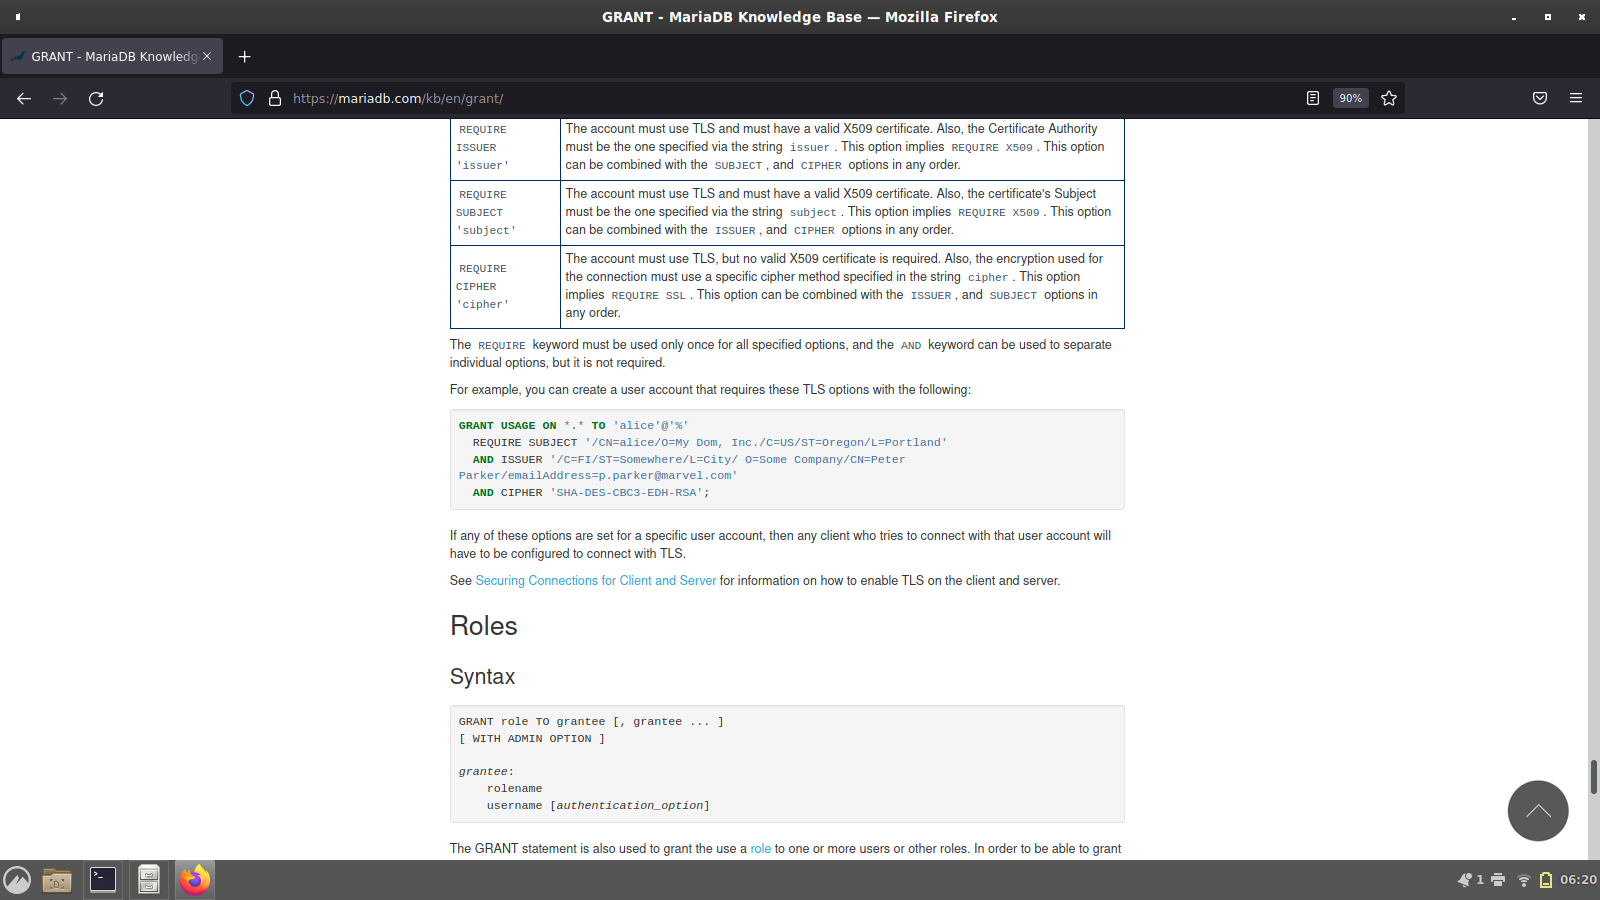 GRANT - MariaDB Knowledge Base — Mozilla Firefox
GRANT - MariaDB Knowledg
https://mariadb.com/kb/en/grant/
90%
REQUIRE
ISSUER
'issuer'
The account must use TLS and must have a valid X509 certificate. Also, the Certificate Authority
must be the one specified via the string issuer . This option implies REQUIRE X509 . This option
can be combined with the SUBJECT , and CIPHER options in any order.
REQUIRE
SUBJECT
'subject'
The account must use TLS and must have a valid X509 certificate. Also, the certificate's Subject
must be the one specified via the string subject . This option implies REQUIRE X509 . This option
can be combined with the ISSUER , and CIPHER options in any order.
REQUIRE
CIPHER
'cipher'
The account must use TLS, but no valid X509 certificate is required. Also, the encryption used for
the connection must use a specific cipher method specified in the string cipher . This option
implies REQUIRE SSL . This option can be combined with the ISSUER , and SUBJECT options in
any order.
The REQUIRE keyword must be used only once for all specified options, and the AND keyword can be used to separate
individual options, but it is not required.
For example, you can create a user account that requires these TLS options with the following:
GRANT USAGE ON *.* TO 'alice'@'%'
REQUIRE SUBJECT '/CN=alice/O=My Dom, Inc./C=US/ST=Oregon/L=Portland'
AND ISSUER '/C=FI/ST=Somewhere/L=City/ O=Some Company/CN=Peter
Parker/emailAddress=p.parker@marvel.com'
AND CIPHER 'SHA-DES-CBC3-EDH-RSA';
If any of these options are set for a specific user account, then any client who tries to connect with that user account will
have to be configured to connect with TLS.
See Securing Connections for Client and Server for information on how to enable TLS on the client and server.
Roles
Syntax
GRANT role TO grantee [, grantee ... ]
[ WITH ADMIN OPTION ]
grantee:
rolename
username [authentication_option]
The GRANT statement is also used to grant the use a role to one or more users or other roles. In order to be able to grant
1
06:20